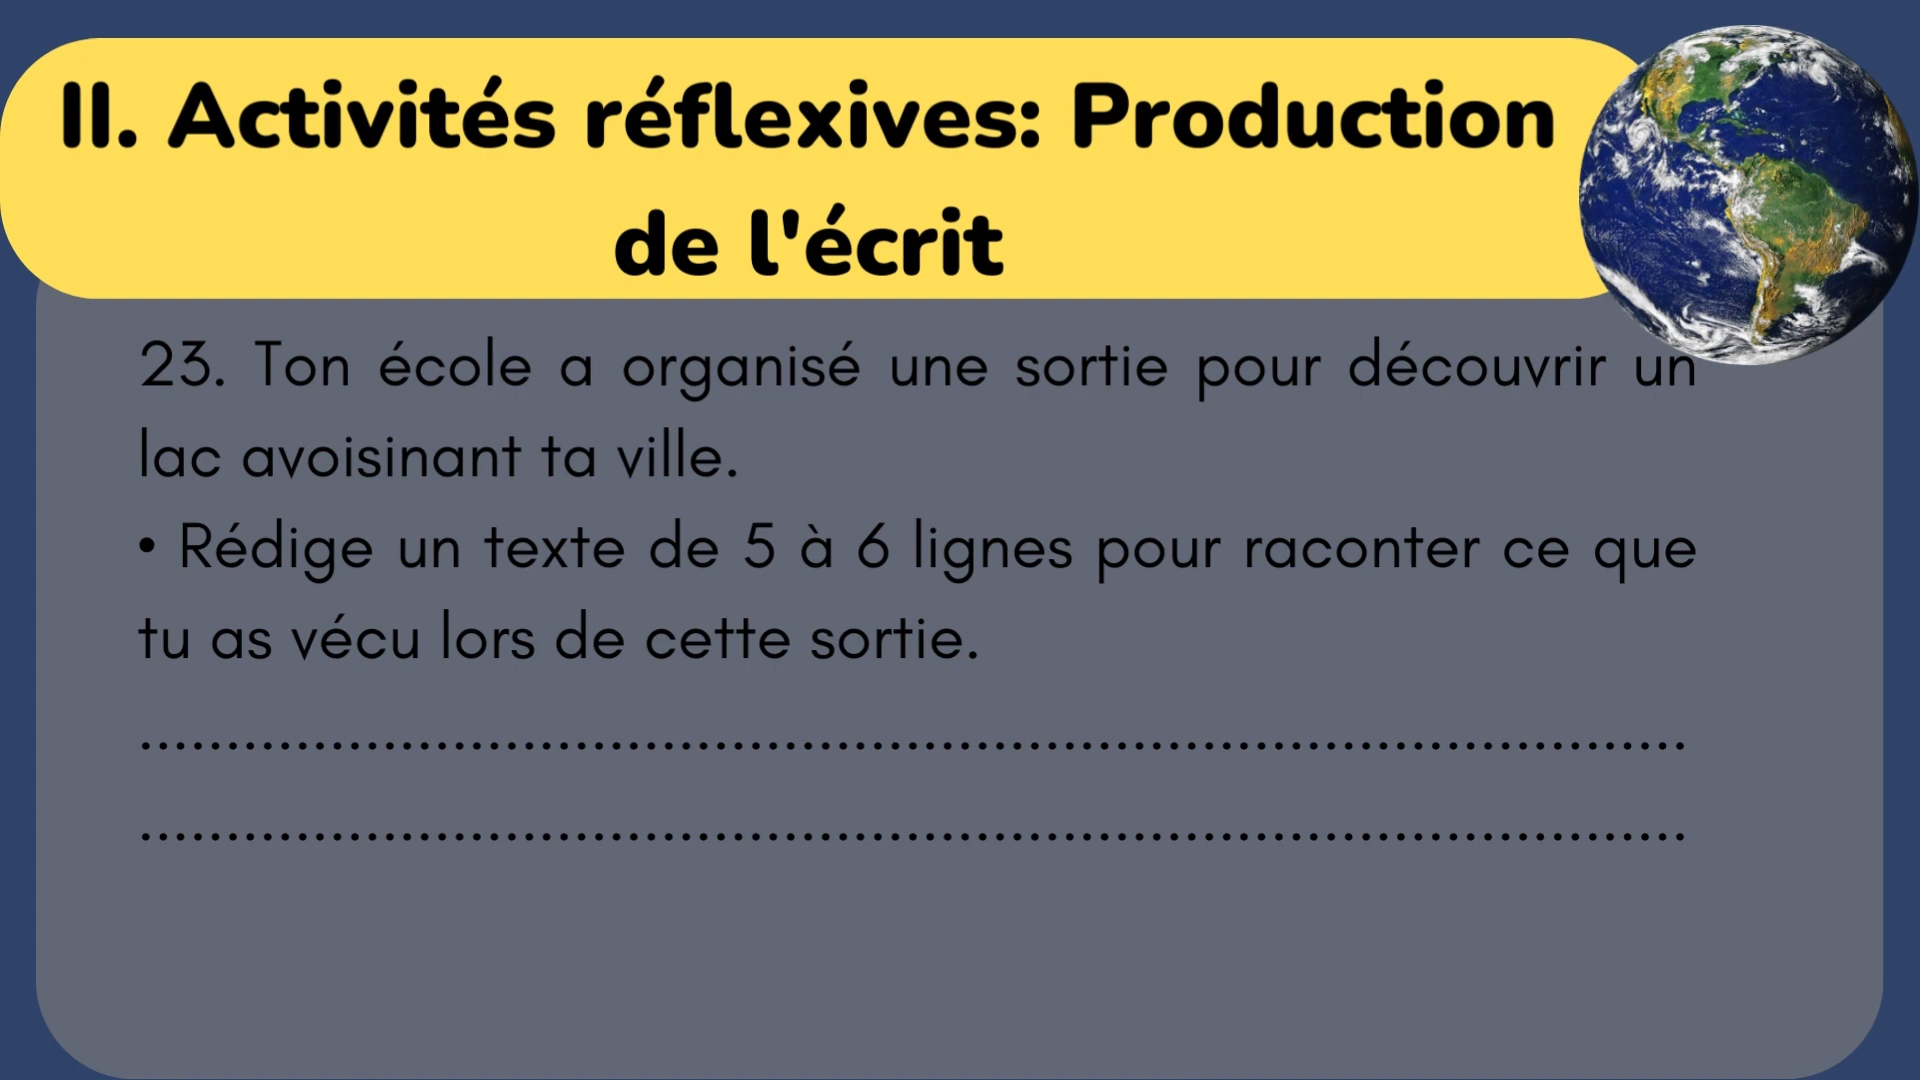 II. Activités réflexives: Production
de l'écrit
23. Ton école a organisé une sortie pour découvrir un
lac avoisinant ta ville.
• Rédige un texte de 5 à 6 lignes pour raconter ce que
tu as vécu lors de cette sortie.
.........................................................................................
.........................................................................................